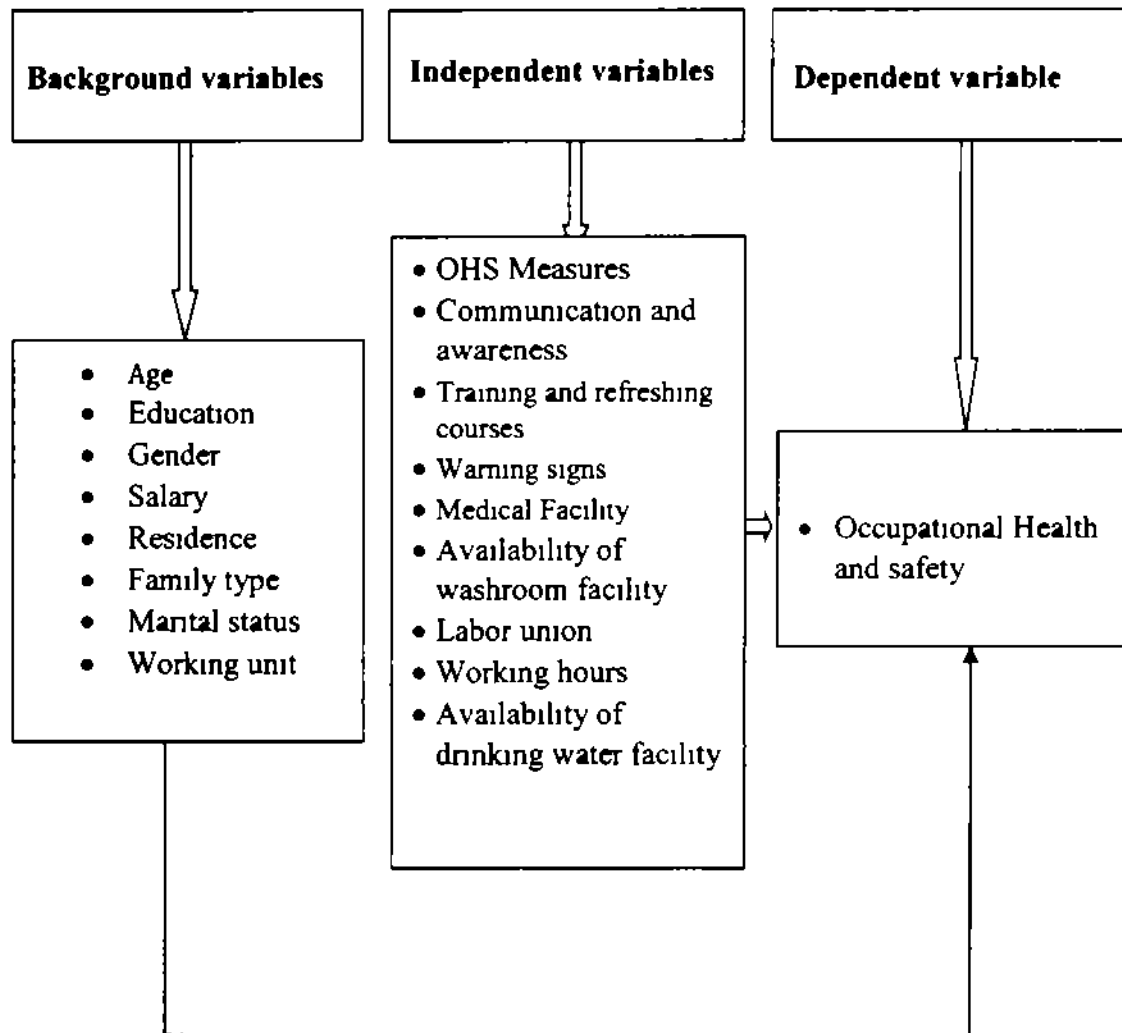 Background variables
Independent variables
Dependent variable
• Age
• Education
• Gender
• Salary
• Residence
• Family type
• Marital status
• Working unit
• OHS Measures
• Communication and
awareness
• Training and refreshing
courses
• Warning signs
• Medical Facility
• Availability of
washroom facility
• Labor union
• Working hours
• Availability of
drinking water facility
• Occupational Health
and safety